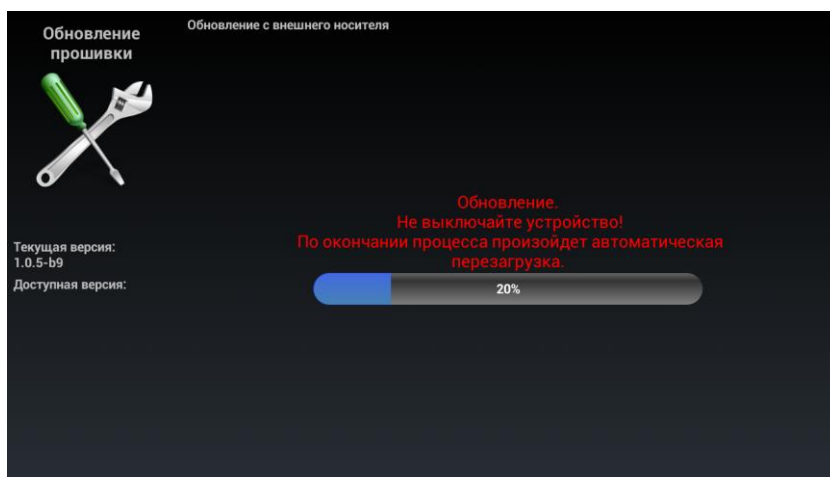 Обновление
прошивки
Обновление с внешнего носителя
Обновление.
Не выключайте устройство!
По окончании процесса произойдет автоматическая
перезагрузка.
Текущая версия:
1.0.5-b9
Доступная версия:
20%